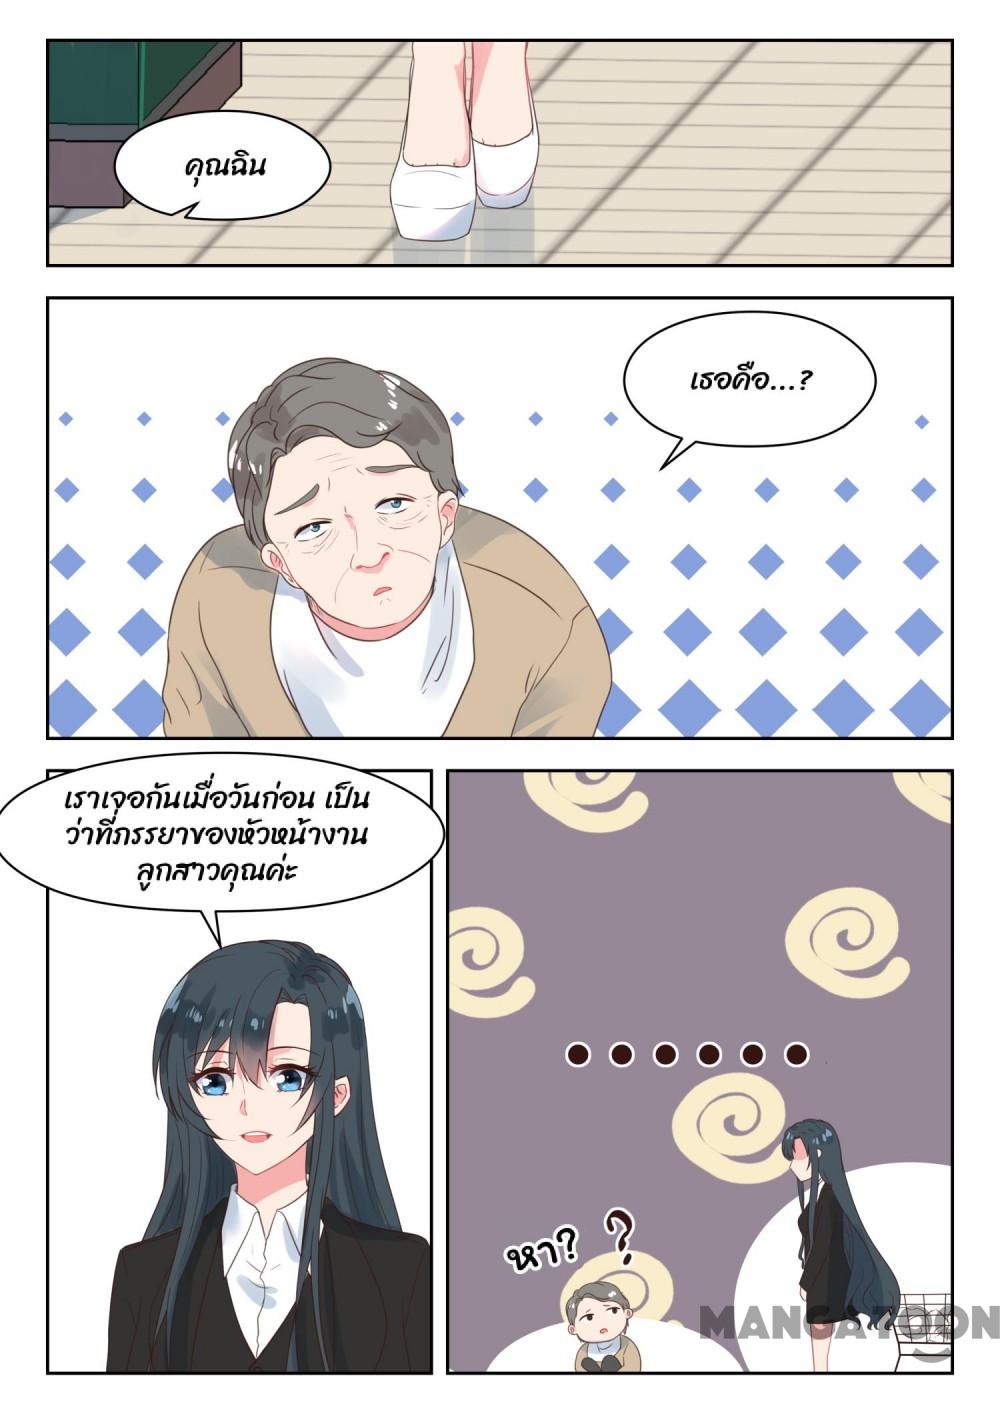 คุณฉิน
เธอคือ...?
เราเจอกันเมื่อวันก่อน เป็น
ว่าที่ภรรยาของหัวหน้างาน
ลูกสาวคุณค่ะ
......
?
หา?
MANGATOON